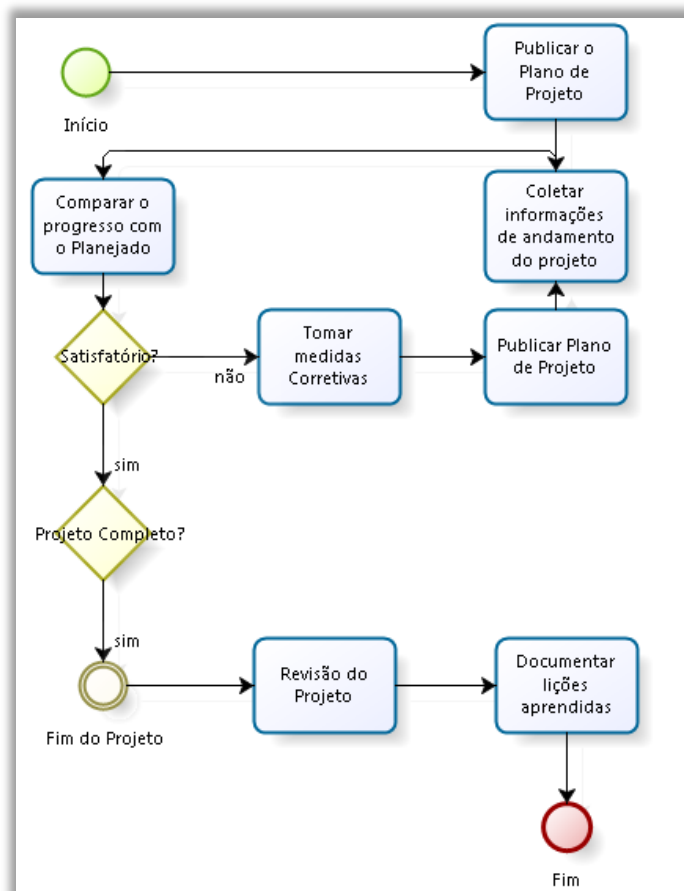 Publicar o
Plano de
Projeto
Início
Comparar o
progresso com
o Planejado
Coletar
informações
de andamento
do projeto
Satisfatório?
não
Tomar
medidas
Corretivas
Publicar Plano
de Projeto
sim
Projeto Completo?
sim
Fim do Projeto
Revisão do
Projeto
Documentar
lições
aprendidas
Fim